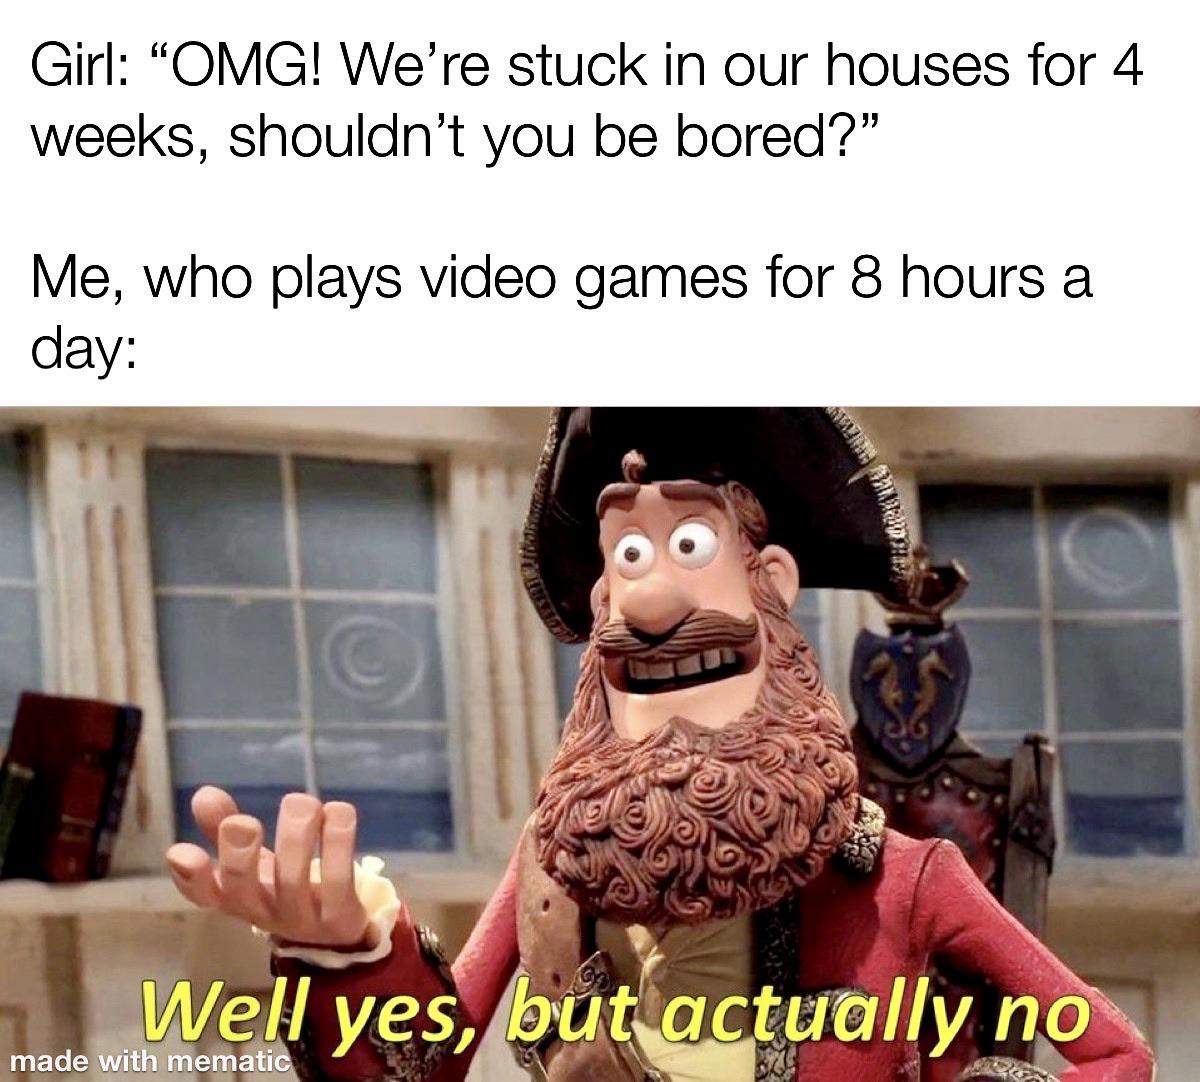 Girl: “OMG! We’re stuck in our houses for 4
weeks, shouldn’t you be bored?”
Me, who plays video games for 8 hours a
day:
Well yes, but actually no
made with mematic